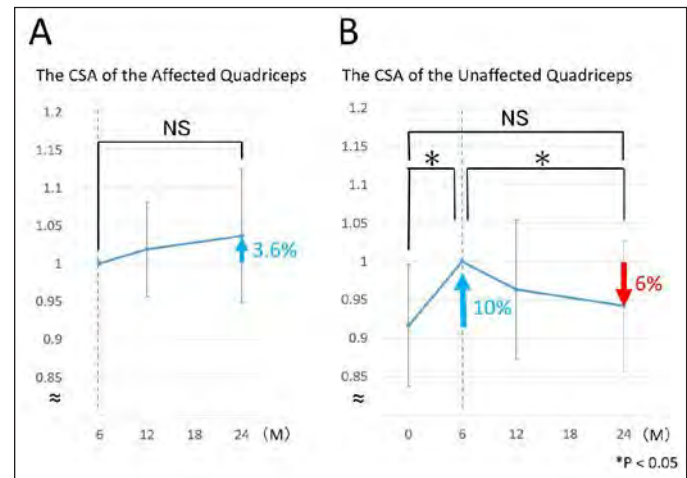 A
The CSA of the Affected Quadriceps
1.2
1.15
1.1
1.05
1
0.95
0.9
0.85
≈
NS
3.6%
6 12 18 24 (M)
B
The CSA of the Unaffected Quadriceps
1.2
1.15
1.1
1.05
1
0.95
0.9
0.85
≈
NS
* *
10%
6%
0 6 12 18 24 (M)
*P < 0.05